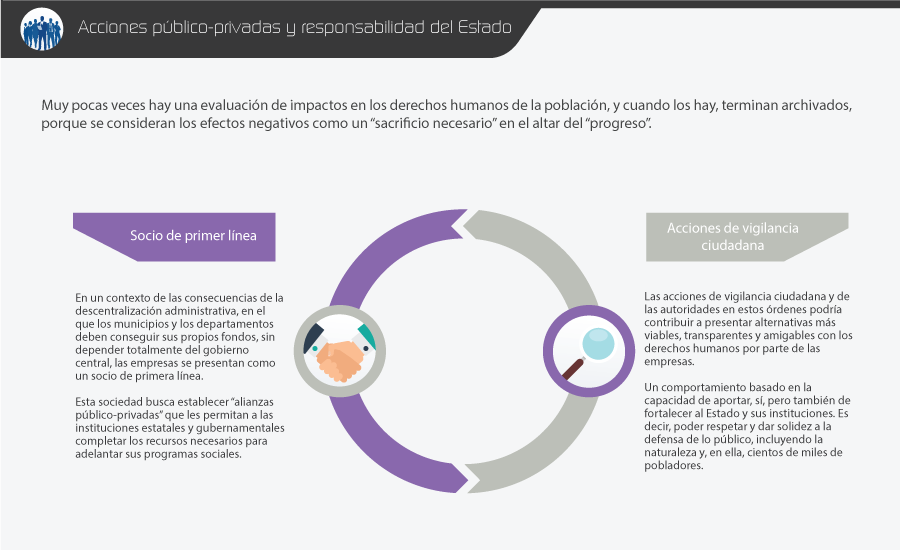 Acciones público-privadas y responsabilidad del Estado
Muy pocas veces hay una evaluación de impactos en los derechos humanos de la población, y cuando los hay, terminan archivados,
porque se consideran los efectos negativos como un “sacrificio necesario” en el altar del “progreso”.
Socio de primer línea
En un contexto de las consecuencias de la
descentralización administrativa, en el
que los municipios y los departamentos
deben conseguir sus propios fondos, sin
depender totalmente del gobierno
central, las empresas se presentan como
un socio de primera línea.
Esta sociedad busca establecer “alianzas
público-privadas” que les permitan a las
instituciones estatales y gubernamentales
completar los recursos necesarios para
adelantar sus programas sociales.
Acciones de vigilancia
ciudadana
Las acciones de vigilancia ciudadana y de
las autoridades en estos órdenes podría
contribuir a presentar alternativas más
viables, transparentes y amigables con los
derechos humanos por parte de las
empresas.
Un comportamiento basado en la
capacidad de aportar, sí, pero también de
fortalecer al Estado y sus instituciones. Es
decir, poder respetar y dar solidez a la
defensa de lo público, incluyendo la
naturaleza y, en ella, cientos de miles de
pobladores.